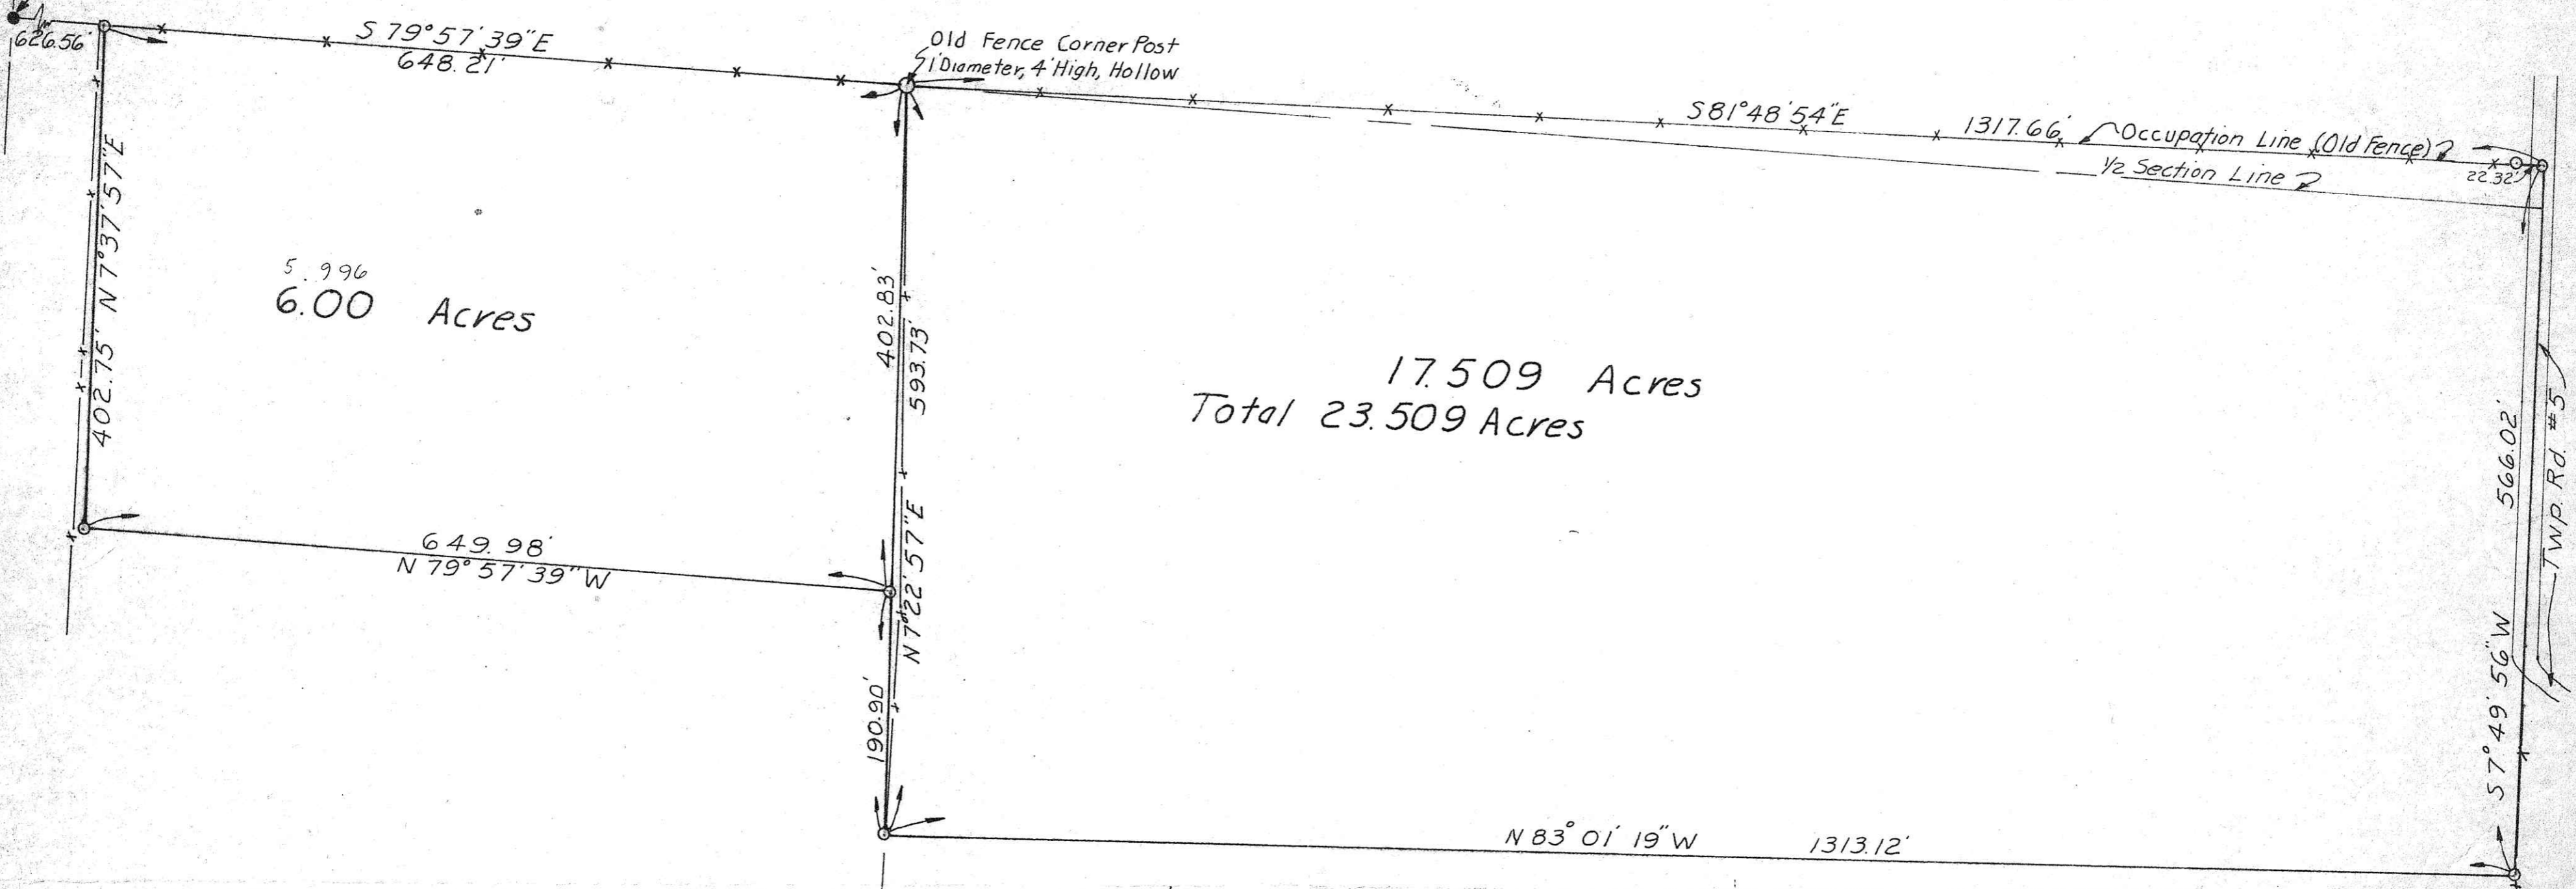 626.56'
S 79°57'39"E
648.21'
Old Fence Corner Post
1' Diameter, 4' High, Hollow
S81°48'54"E
1317.66'
Occupation Line (Old Fence)
22.32'
1/2 Section Line
402.75' N 7°37'57"E
5.996
6.00 Acres
402.83'
593.73'
N 7°22'57"E
190.90'
17.509 Acres
Total 23.509 Acres
566.02'
S 7°49'56"W
Twp. Rd. #5
649.98'
N 79°57'39"W
N 83°01'19"W
1313.12'